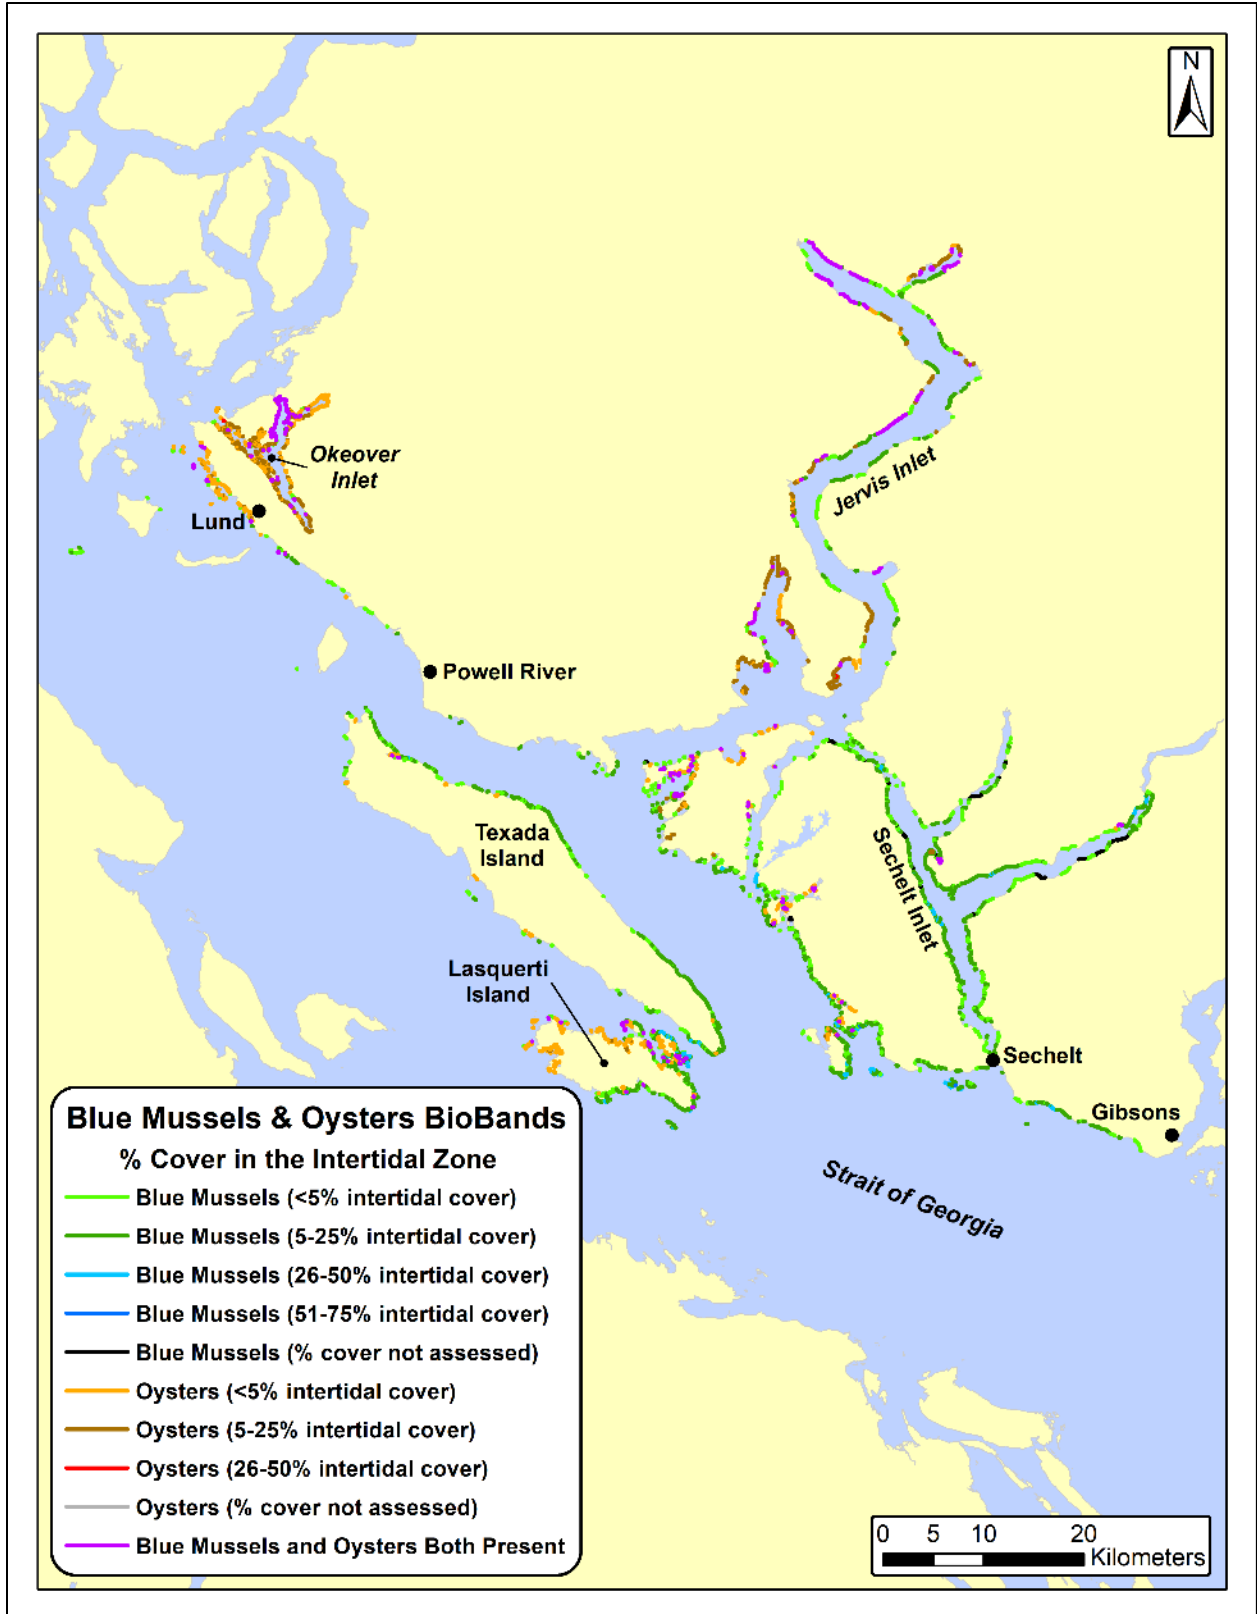 N
Okeover
Inlet
Lund
Jervis Inlet
Powell River
Texada
Island
Sechelt Inlet
Lasquerti
Island
Sechelt
Gibsons
Strait of Georgia
Blue Mussels & Oysters BioBands
% Cover in the Intertidal Zone
Blue Mussels (<5% intertidal cover)
Blue Mussels (5-25% intertidal cover)
Blue Mussels (26-50% intertidal cover)
Blue Mussels (51-75% intertidal cover)
Blue Mussels (% cover not assessed)
Oysters (<5% intertidal cover)
Oysters (5-25% intertidal cover)
Oysters (26-50% intertidal cover)
Oysters (% cover not assessed)
Blue Mussels and Oysters Both Present
0 5 10 20
Kilometers